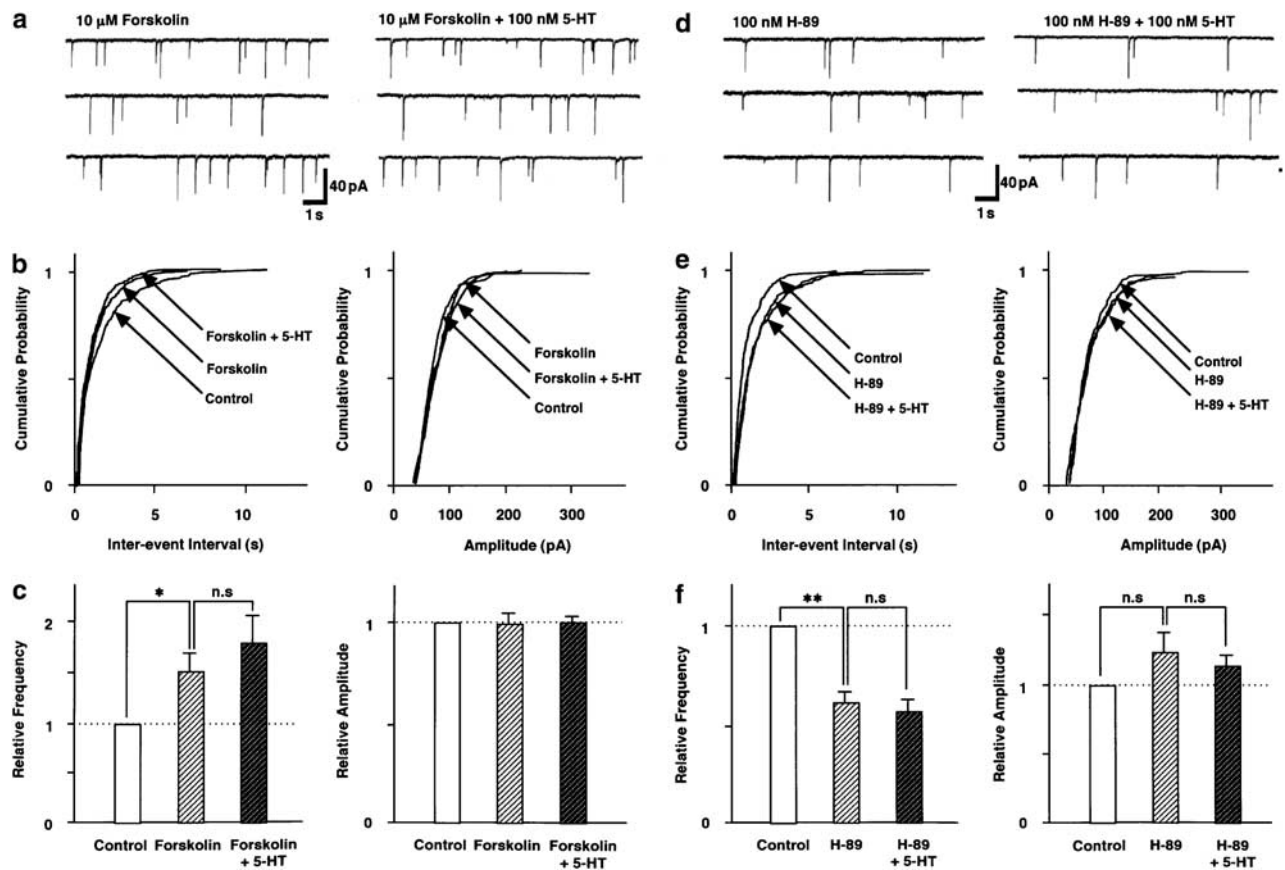 a
10 µM Forskolin
10 µM Forskolin + 100 nM 5-HT
40 pA
1 s
d
100 nM H-89
100 nM H-89 + 100 nM 5-HT
40 pA
1 s
b
Cumulative Probability
1
0
Forskolin + 5-HT
Forskolin
Control
0 5 10
Inter-event Interval (s)
Cumulative Probability
1
0
Forskolin
Forskolin + 5-HT
Control
0 100 200 300
Amplitude (pA)
e
Cumulative Probability
1
0
Control
H-89
H-89 + 5-HT
0 5 10
Inter-event Interval (s)
Cumulative Probability
1
0
Control
H-89
H-89 + 5-HT
0 100 200 300
Amplitude (pA)
c
Relative Frequency
2
1
0
* n.s
Control Forskolin Forskolin
+ 5-HT
Relative Amplitude
1
0
Control Forskolin Forskolin
+ 5-HT
f
Relative Frequency
1
0
** n.s
Control H-89 H-89
+ 5-HT
Relative Amplitude
1
0
n.s n.s
Control H-89 H-89
+ 5-HT